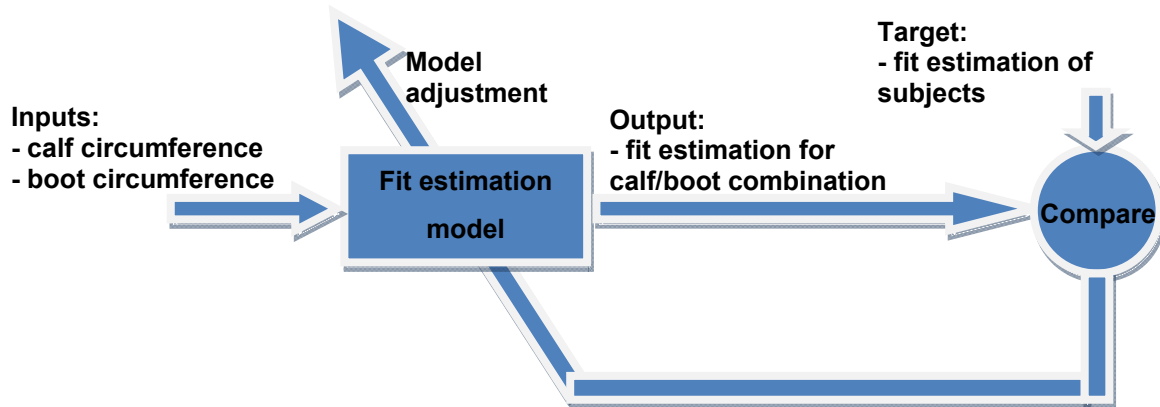 Inputs:
- calf circumference
- boot circumference
Model
adjustment
Fit estimation
model
Output:
- fit estimation for
calf/boot combination
Target:
- fit estimation of
subjects
Compare